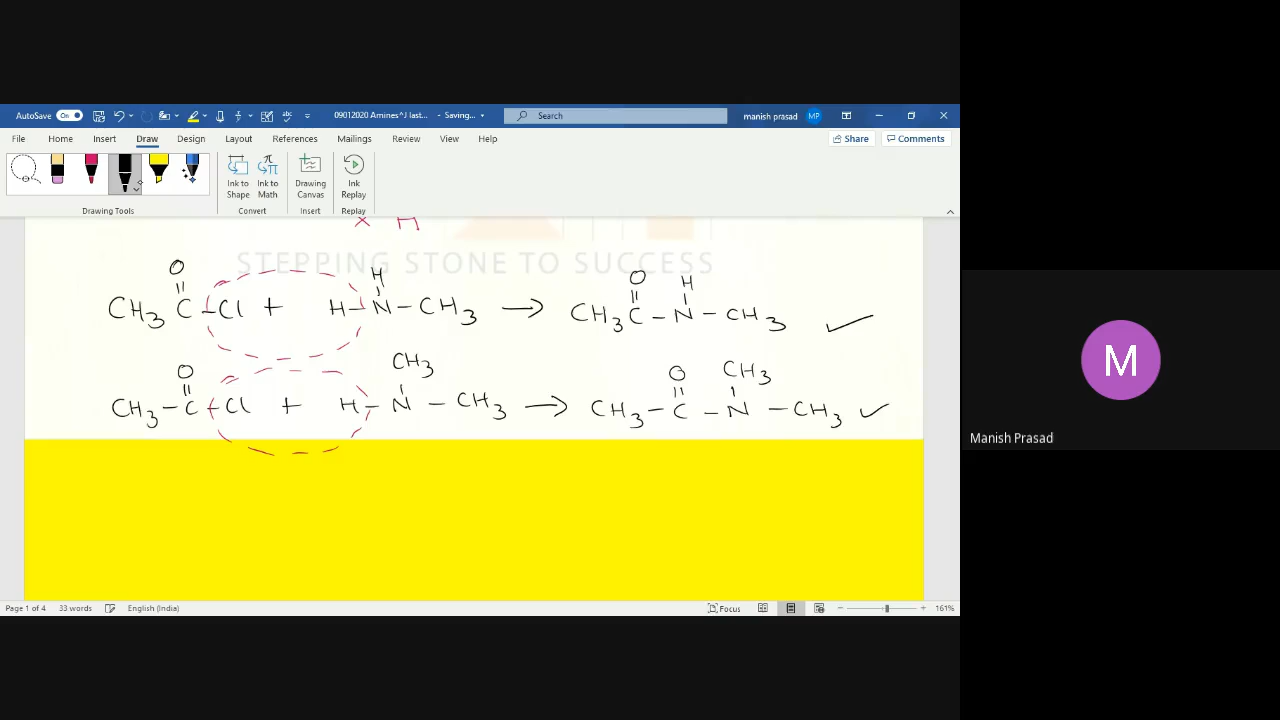 AutoSave On 09012020 Amines^J last... - Saving... Search manish prasad MP
File Home Insert Draw Design Layout References Mailings Review View Help Share Comments
Ink to Shape Ink to Math Drawing Canvas Ink Replay
Drawing Tools Convert Insert Replay
x H
STEPPING STONE TO SUCCESS
O H O H
|| | || |
CH3 C - Cl + H - N - CH3 → CH3 C - N - CH3 ✓
O CH3 O CH3
|| | || |
CH3 - C - Cl + H - N - CH3 → CH3 - C - N - CH3 ✓
M
Manish Prasad
Page 1 of 4 33 words English (India) Focus 161%